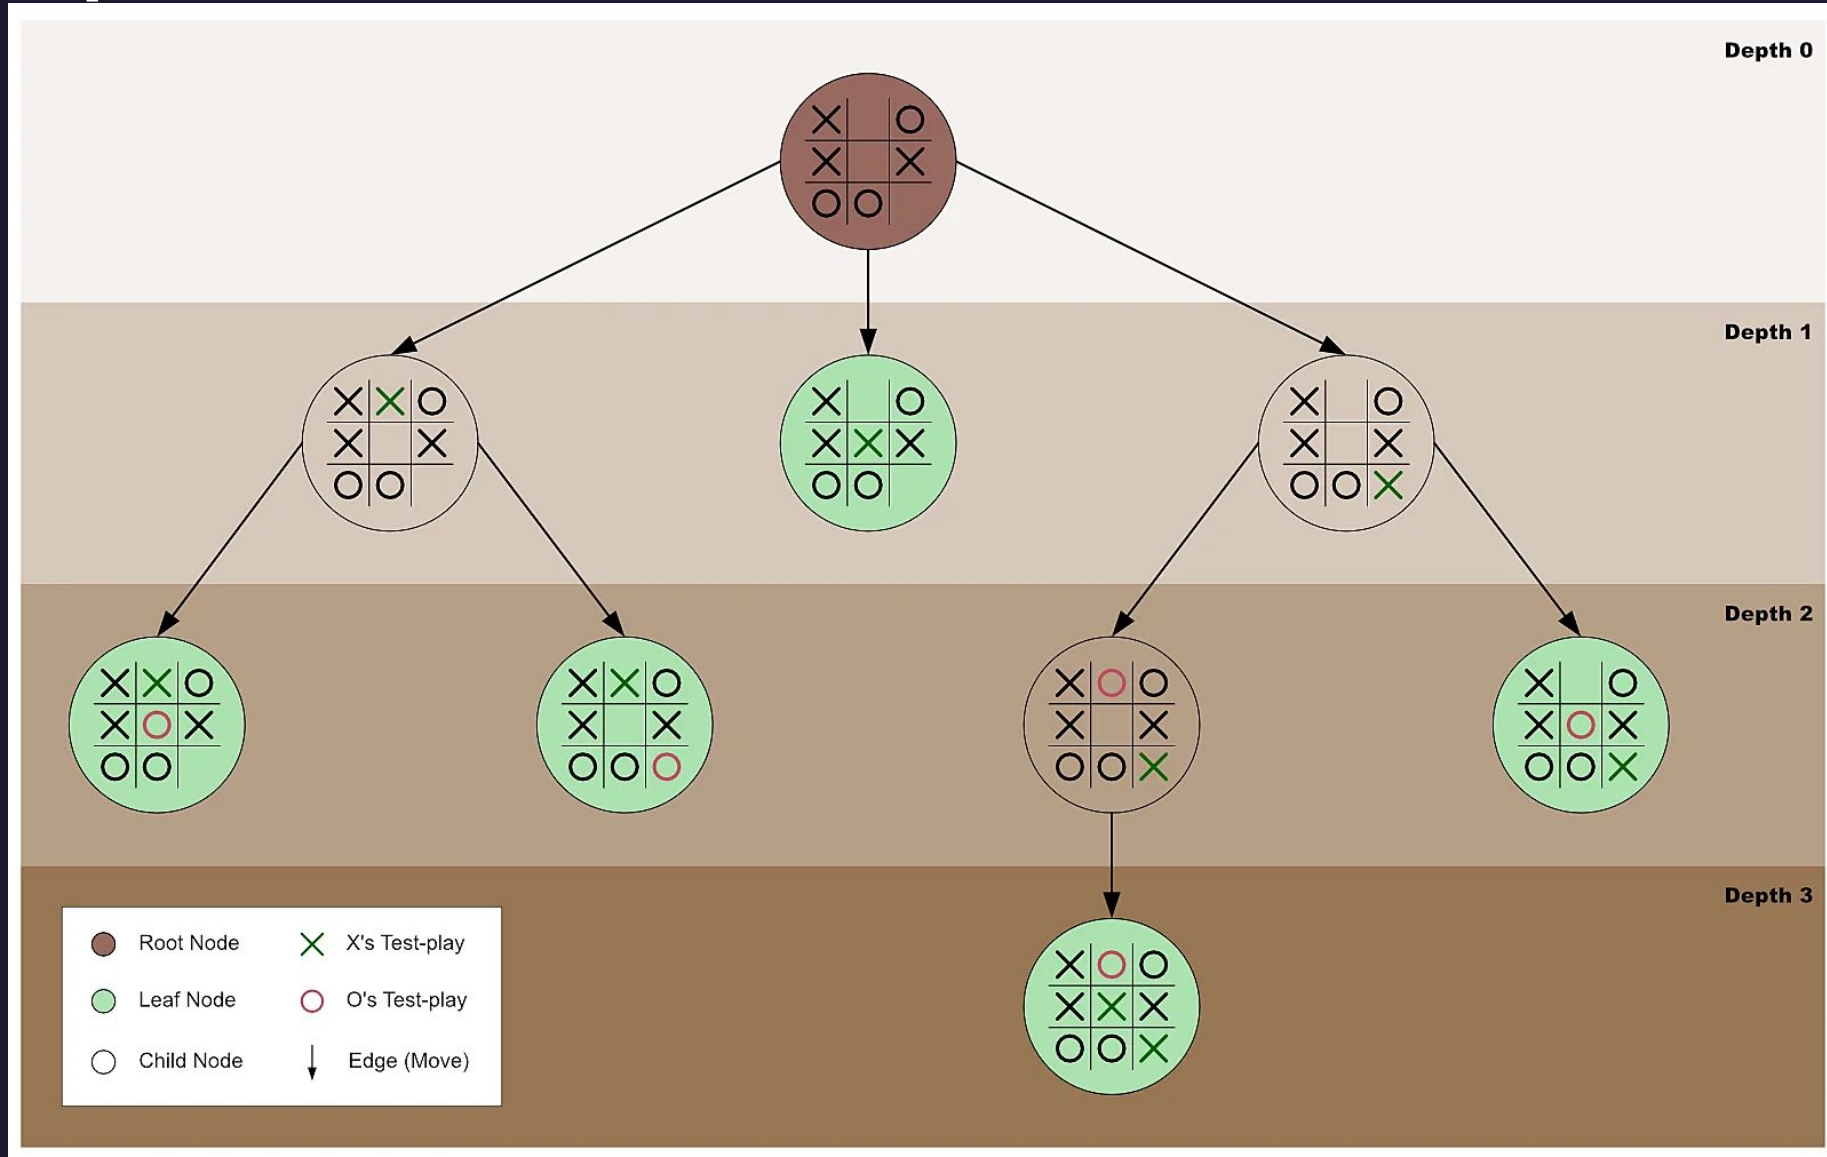 Depth 0
X O
X X
O O
Depth 1
X X O
X X
O O
X O
X X X
O O
X O
X X
O O X
Depth 2
X X O
X O X
O O
X X O
X X
O O O
X O O
X X
O O X
X O
X O X
O O X
Depth 3
X O O
X X X
O O X
Root Node
X's Test-play
Leaf Node
O's Test-play
Child Node
Edge (Move)